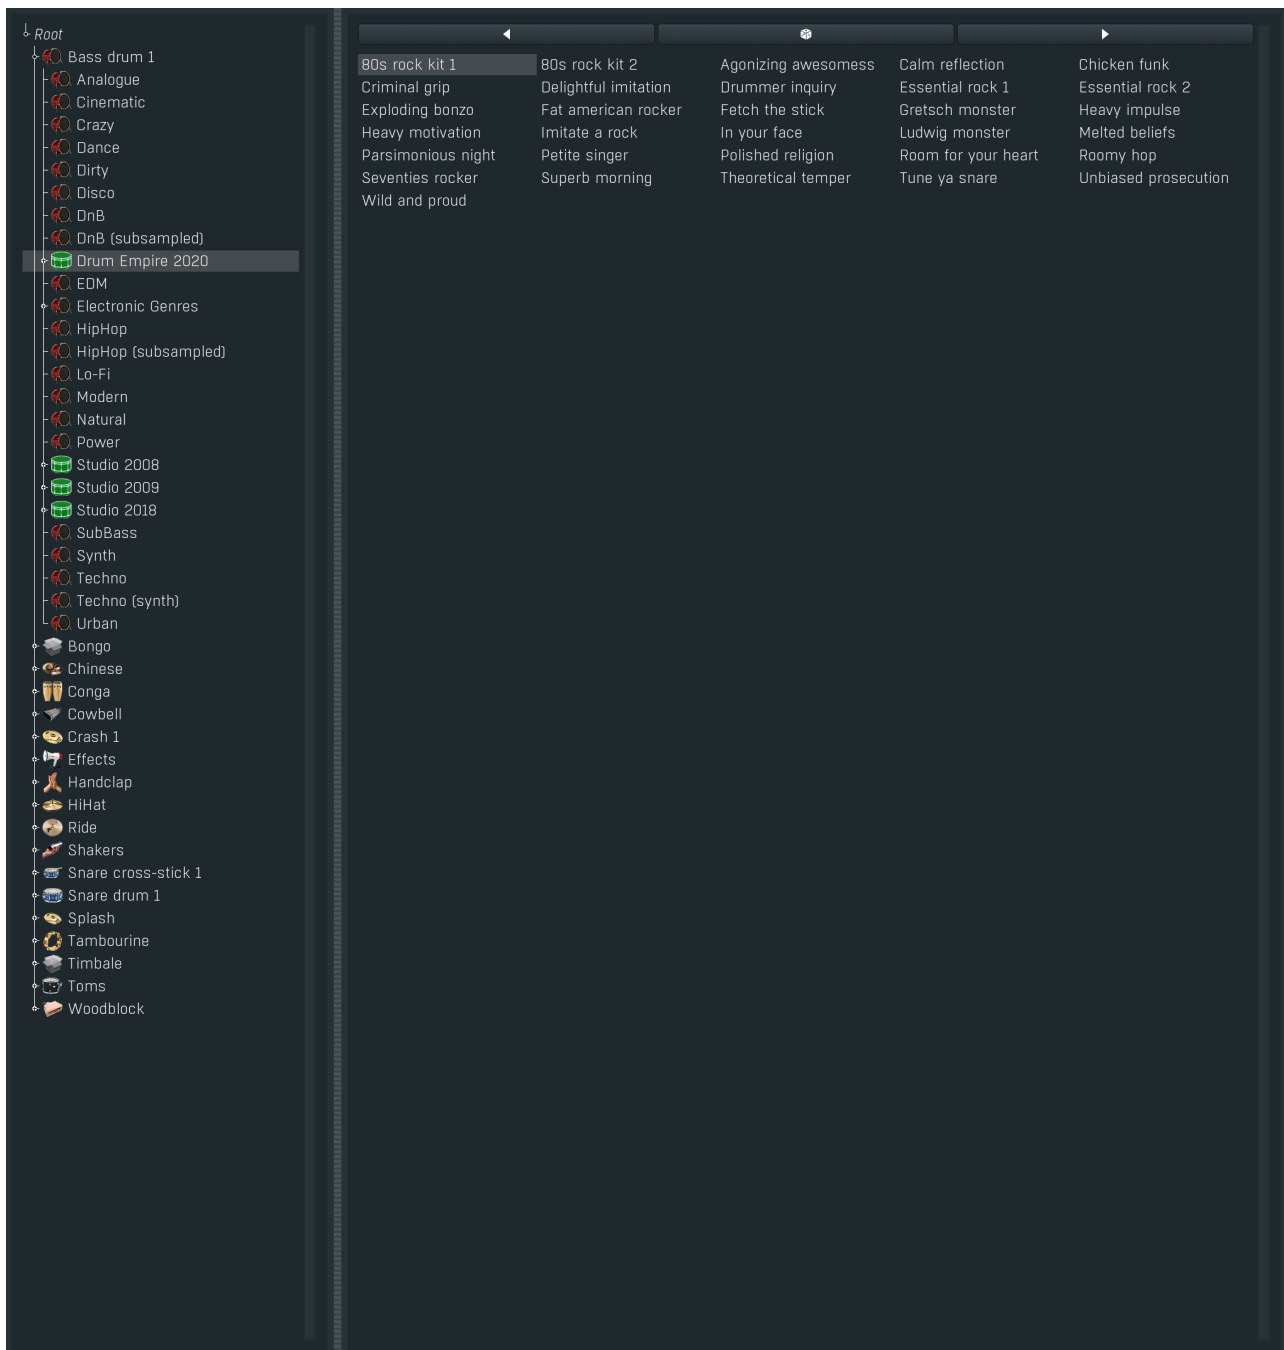 Root
Bass drum 1
Analogue
Cinematic
Crazy
Dance
Dirty
Disco
DnB
DnB (subsampled)
Drum Empire 2020
EDM
Electronic Genres
HipHop
HipHop (subsampled)
Lo-Fi
Modern
Natural
Power
Studio 2008
Studio 2009
Studio 2018
SubBass
Synth
Techno
Techno (synth)
Urban
Bongo
Chinese
Conga
Cowbell
Crash 1
Effects
Handclap
HiHat
Ride
Shakers
Snare cross-stick 1
Snare drum 1
Splash
Tambourine
Timbale
Toms
Woodblock
80s rock kit 1 80s rock kit 2 Agonizing awesomess Calm reflection Chicken funk
Criminal grip Delightful imitation Drummer inquiry Essential rock 1 Essential rock 2
Exploding bonzo Fat american rocker Fetch the stick Gretsch monster Heavy impulse
Heavy motivation Imitate a rock In your face Ludwig monster Melted beliefs
Parsimonious night Petite singer Polished religion Room for your heart Roomy hop
Seventies rocker Superb morning Theoretical temper Tune ya snare Unbiased prosecution
Wild and proud